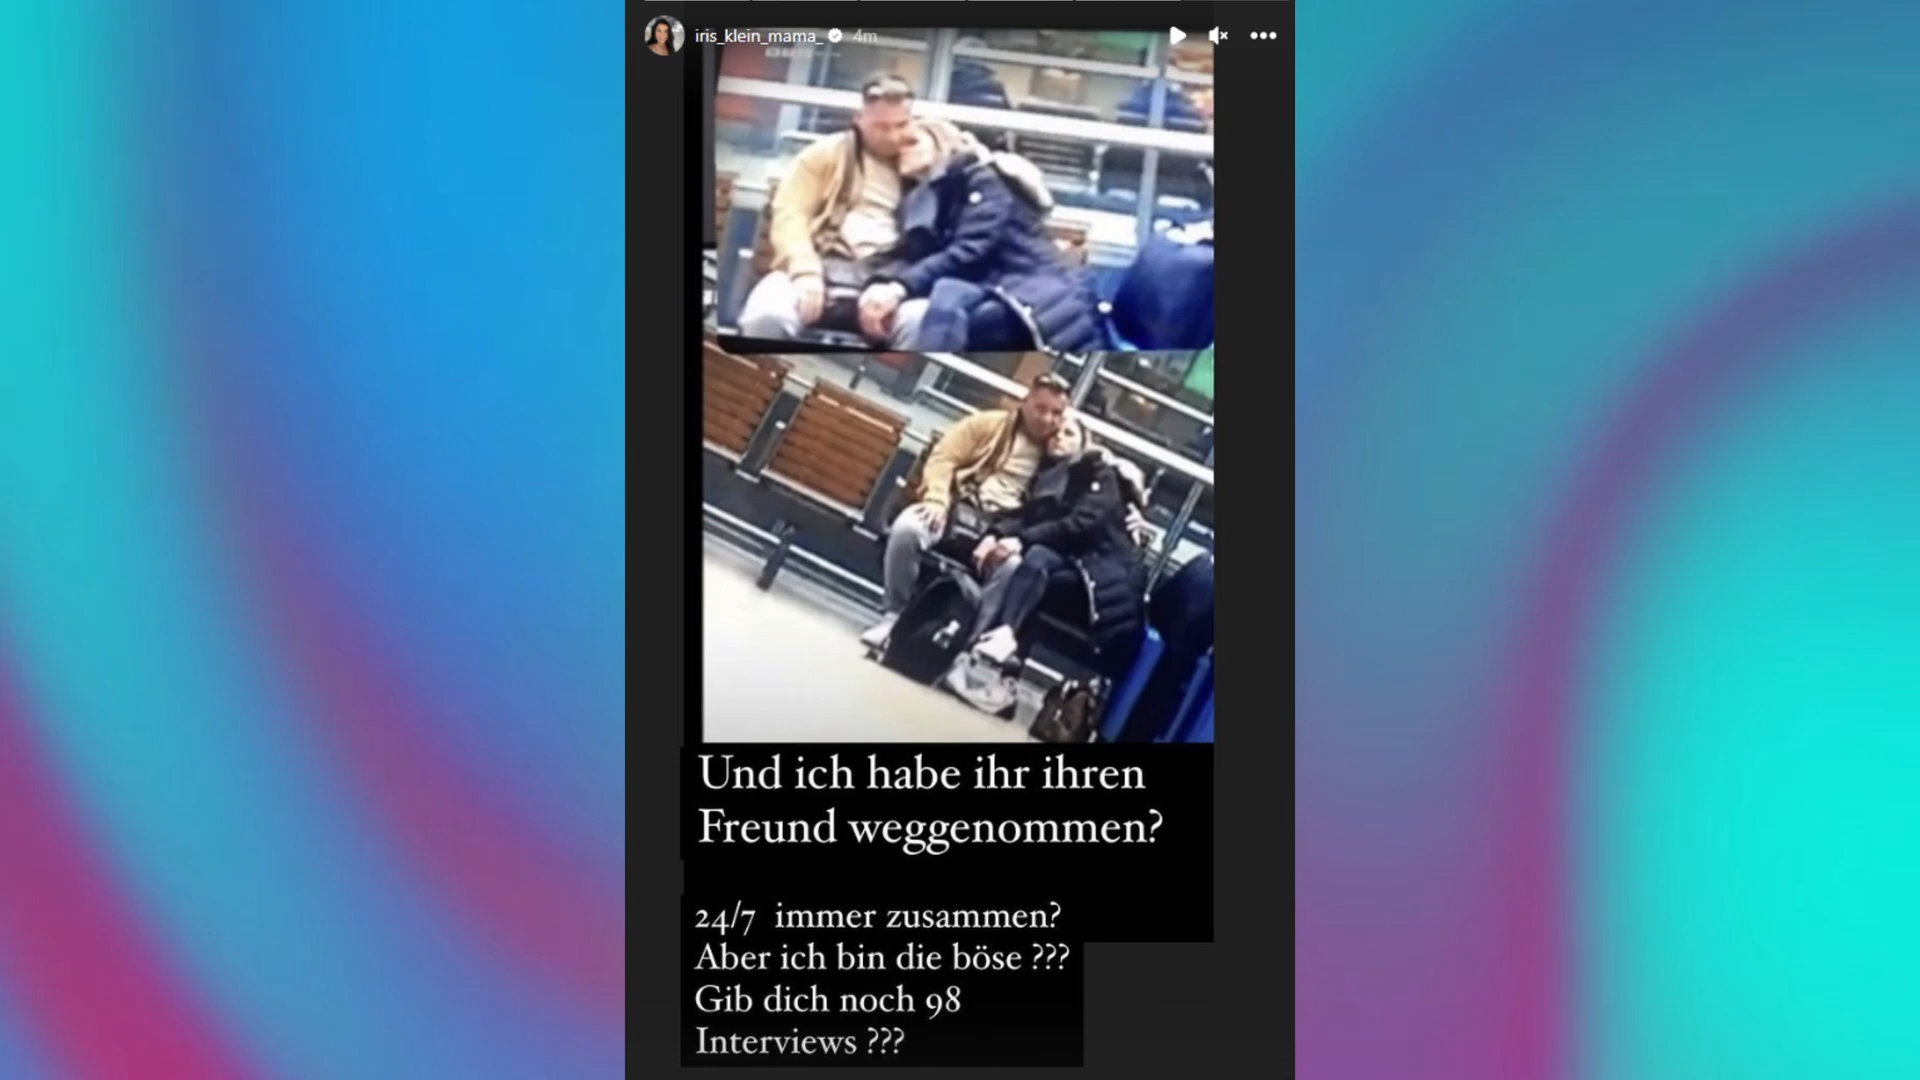 iris_klein_mama_ 4m
Und ich habe ihr ihren
Freund weggenommen?
24/7 immer zusammen?
Aber ich bin die böse ???
Gib dich noch 98
Interviews ???